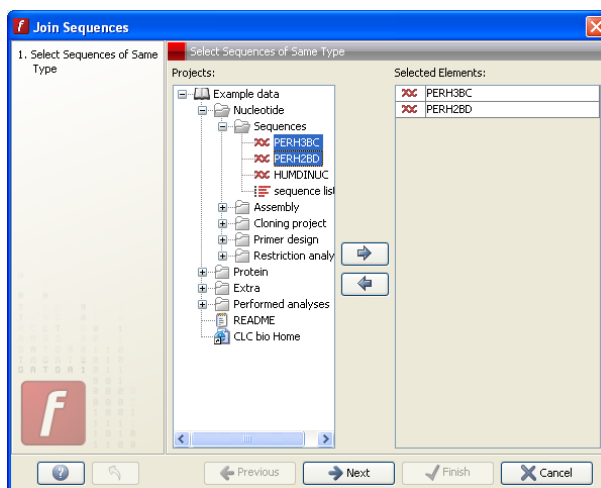 Join Sequences
1. Select Sequences of Same
Type
Select Sequences of Same Type
Projects:
Example data
Nucleotide
Sequences
PERH3BC
PERH2BD
HUMDINUC
sequence list
Assembly
Cloning project
Primer design
Restriction analy
Protein
Extra
Performed analyses
README
CLC bio Home
Selected Elements:
PERH3BC
PERH2BD
Previous
Next
Finish
Cancel